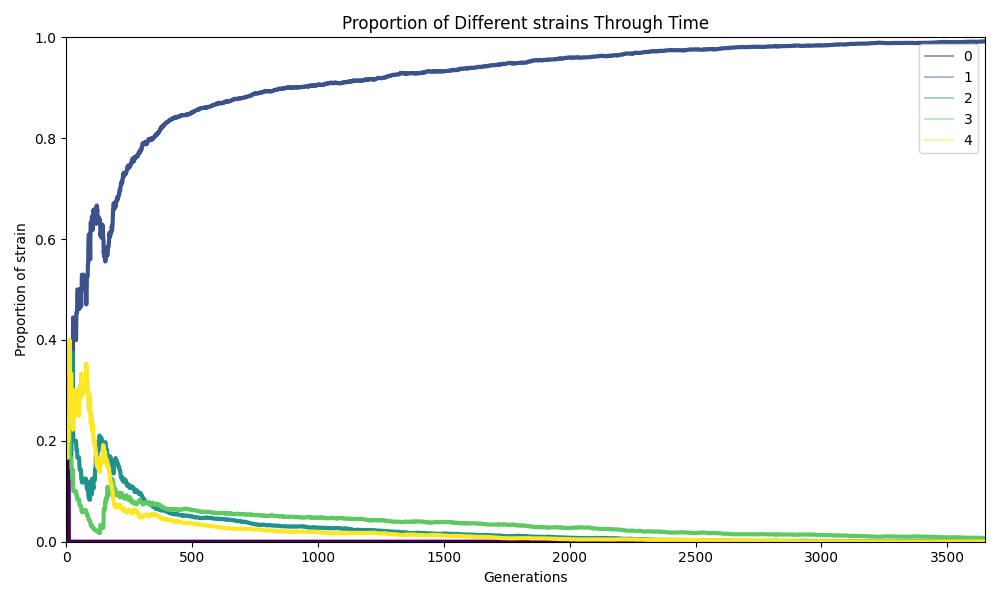 Proportion of Different strains Through Time
Proportion of strain
1.0
0.8
0.6
0.4
0.2
0.0
0
1
2
3
4
0 500 1000 1500 2000 2500 3000 3500
Generations